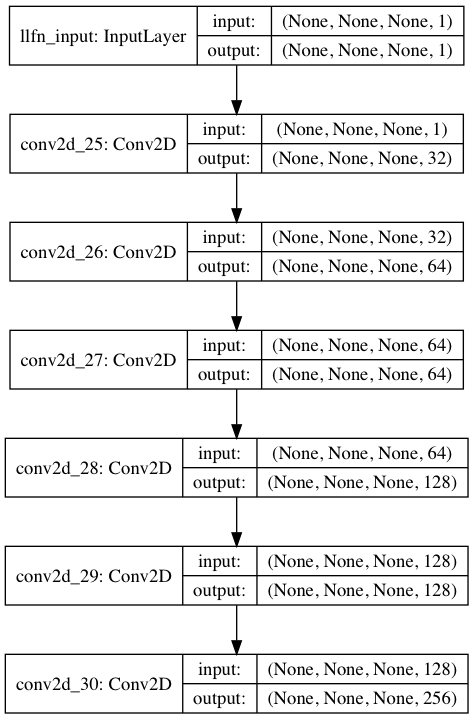 llfn_input: InputLayer
input: (None, None, None, 1)
output: (None, None, None, 1)
conv2d_25: Conv2D
input: (None, None, None, 1)
output: (None, None, None, 32)
conv2d_26: Conv2D
input: (None, None, None, 32)
output: (None, None, None, 64)
conv2d_27: Conv2D
input: (None, None, None, 64)
output: (None, None, None, 64)
conv2d_28: Conv2D
input: (None, None, None, 64)
output: (None, None, None, 128)
conv2d_29: Conv2D
input: (None, None, None, 128)
output: (None, None, None, 128)
conv2d_30: Conv2D
input: (None, None, None, 128)
output: (None, None, None, 256)